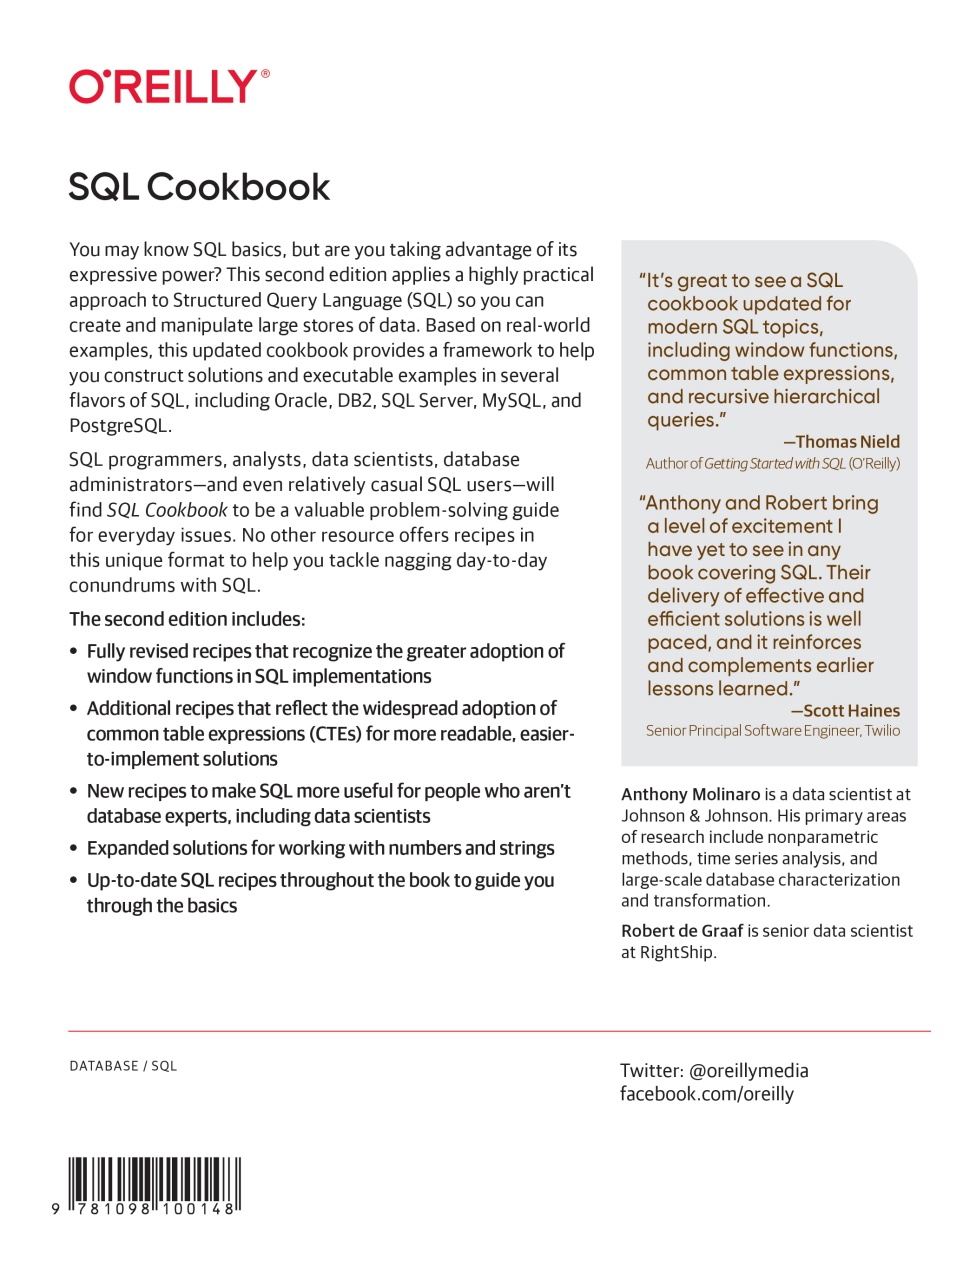 O'REILLY®
SQL Cookbook
You may know SQL basics, but are you taking advantage of its
expressive power? This second edition applies a highly practical
approach to Structured Query Language (SQL) so you can
create and manipulate large stores of data. Based on real-world
examples, this updated cookbook provides a framework to help
you construct solutions and executable examples in several
flavors of SQL, including Oracle, DB2, SQL Server, MySQL, and
PostgreSQL.
SQL programmers, analysts, data scientists, database
administrators—and even relatively casual SQL users—will
find SQL Cookbook to be a valuable problem-solving guide
for everyday issues. No other resource offers recipes in
this unique format to help you tackle nagging day-to-day
conundrums with SQL.
The second edition includes:
• Fully revised recipes that recognize the greater adoption of
window functions in SQL implementations
• Additional recipes that reflect the widespread adoption of
common table expressions (CTEs) for more readable, easier-
to-implement solutions
• New recipes to make SQL more useful for people who aren’t
database experts, including data scientists
• Expanded solutions for working with numbers and strings
• Up-to-date SQL recipes throughout the book to guide you
through the basics
“It’s great to see a SQL
cookbook updated for
modern SQL topics,
including window functions,
common table expressions,
and recursive hierarchical
queries.”
—Thomas Nield
Author of Getting Started with SQL (O’Reilly)
“Anthony and Robert bring
a level of excitement I
have yet to see in any
book covering SQL. Their
delivery of effective and
efficient solutions is well
paced, and it reinforces
and complements earlier
lessons learned.”
—Scott Haines
Senior Principal Software Engineer, Twilio
Anthony Molinaro is a data scientist at
Johnson & Johnson. His primary areas
of research include nonparametric
methods, time series analysis, and
large-scale database characterization
and transformation.
Robert de Graaf is senior data scientist
at RightShip.
DATABASE / SQL
Twitter: @oreillymedia
facebook.com/oreilly
9 781098 100148